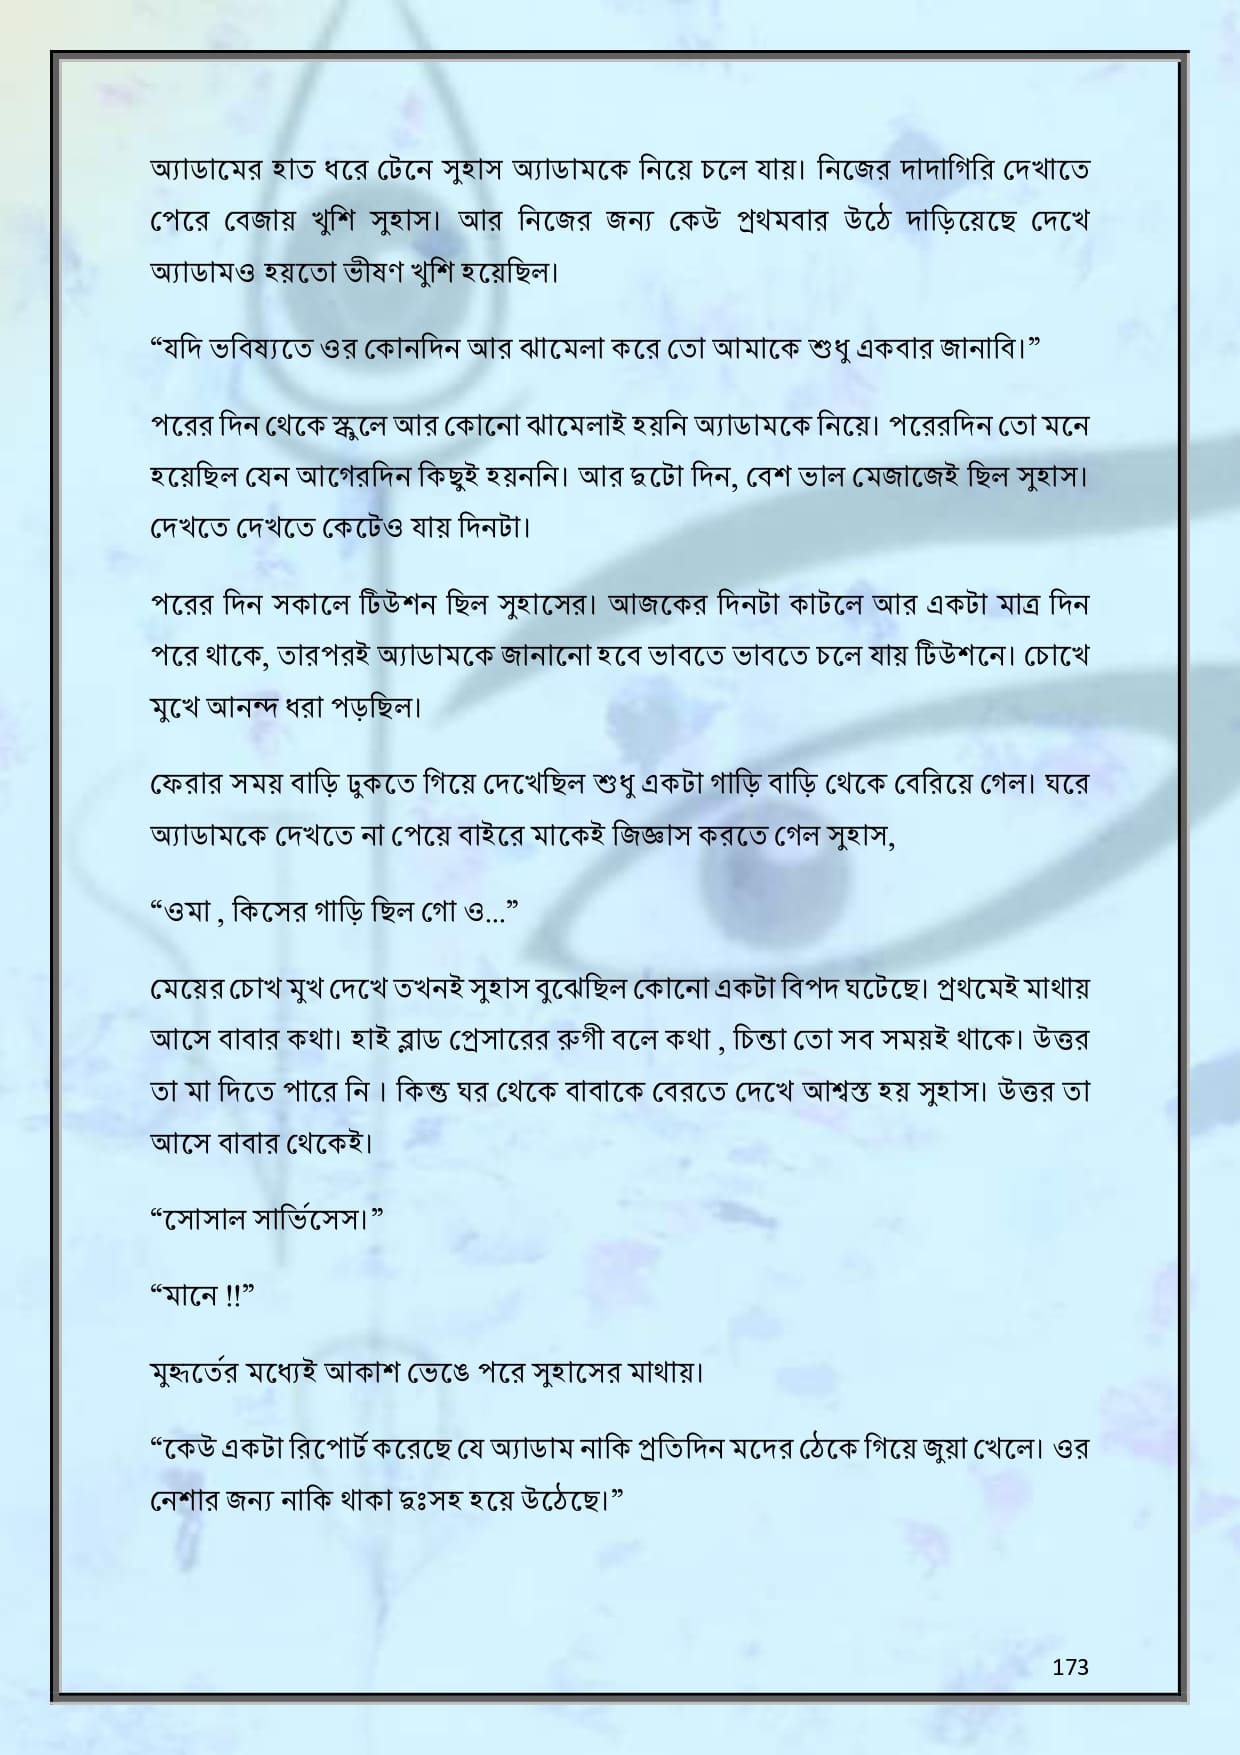 অ্যাডামের হাত ধরে টেনে সুহাস অ্যাডামকে নিয়ে চলে যায়। নিজের দাদাগিরি দেখাতে
পেরে বেজায় খুশি সুহাস। আর নিজের জন্য কেউ প্রথমবার উঠে দাড়িয়েছে দেখে
অ্যাডামও হয়তো ভীষণ খুশি হয়েছিল।
“যদি ভবিষ্যতে ওর কোনদিন আর ঝামেলা করে তো আমাকে শুধু একবার জানাবি।”
পরের দিন থেকে স্কুলে আর কোনো ঝামেলাই হয়নি অ্যাডামকে নিয়ে। পরেরদিন তো মনে
হয়েছিল যেন আগেরদিন কিছুই হয়ননি। আর দুটো দিন, বেশ ভাল মেজাজেই ছিল সুহাস।
দেখতে দেখতে কেটেও যায় দিনটা।
পরের দিন সকালে টিউশন ছিল সুহাসের। আজকের দিনটা কাটলে আর একটা মাত্র দিন
পরে থাকে, তারপরই অ্যাডামকে জানানো হবে ভাবতে ভাবতে চলে যায় টিউশনে। চোখে
মুখে আনন্দ ধরা পড়ছিল।
ফেরার সময় বাড়ি ঢুকতে গিয়ে দেখেছিল শুধু একটা গাড়ি বাড়ি থেকে বেরিয়ে গেল। ঘরে
অ্যাডামকে দেখতে না পেয়ে বাইরে মাকেই জিজ্ঞাস করতে গেল সুহাস,
“ওমা , কিসের গাড়ি ছিল গো ও...”
মেয়ের চোখ মুখ দেখে তখনই সুহাস বুঝেছিল কোনো একটা বিপদ ঘটেছে। প্রথমেই মাথায়
আসে বাবার কথা। হাই ব্লাড প্রেসারের রুগী বলে কথা , চিন্তা তো সব সময়ই থাকে। উত্তর
তা মা দিতে পারে নি । কিন্তু ঘর থেকে বাবাকে বেরতে দেখে আশ্বস্ত হয় সুহাস। উত্তর তা
আসে বাবার থেকেই।
“সোসাল সার্ভিসেস।”
“মানে !!”
মুহূর্তের মধ্যেই আকাশ ভেঙে পরে সুহাসের মাথায়।
“কেউ একটা রিপোর্ট করেছে যে অ্যাডাম নাকি প্রতিদিন মদের ঠেকে গিয়ে জুয়া খেলে। ওর
নেশার জন্য নাকি থাকা দুঃসহ হয়ে উঠেছে।”
173